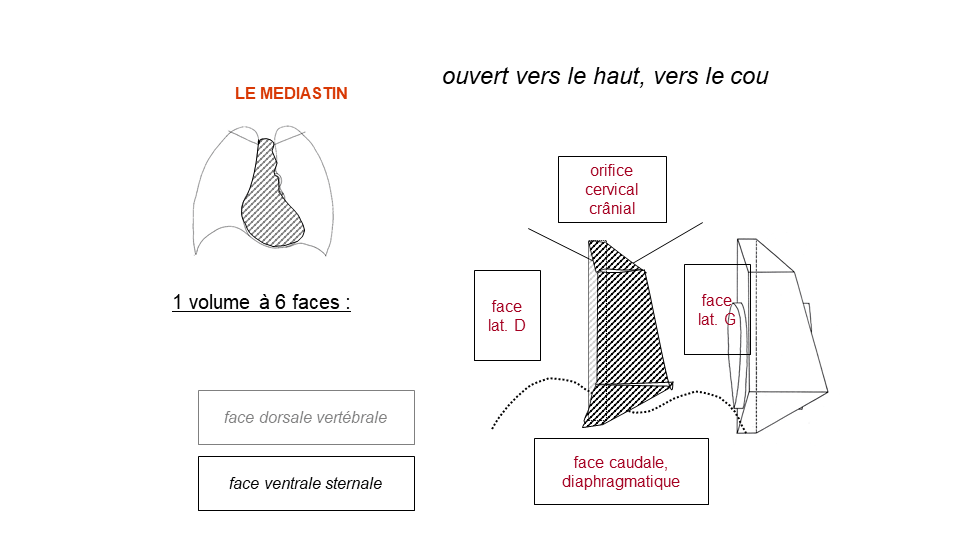 ouvert vers le haut, vers le cou
LE MEDIASTIN
orifice
cervical
crânial
face
lat. D
face
lat. G
1 volume à 6 faces :
face dorsale vertébrale
face ventrale sternale
face caudale,
diaphragmatique